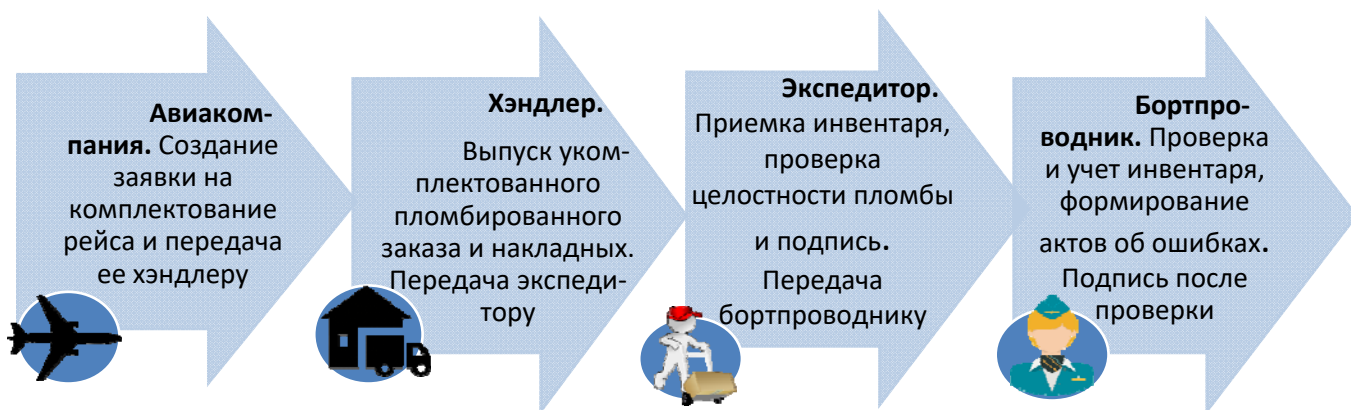 Авиаком-
пания. Создание
заявки на
комплектование
рейса и передача
ее хэндлеру
Хэндлер.
Выпуск уком-
плектованного
пломбированного
заказа и накладных.
Передача экспеди-
тору
Экспедитор.
Приемка инвентаря,
проверка
целостности пломбы
и подпись.
Передача
бортпроводнику
Бортпро-
водник. Проверка
и учет инвентаря,
формирование
актов об ошибках.
Подпись после
проверки